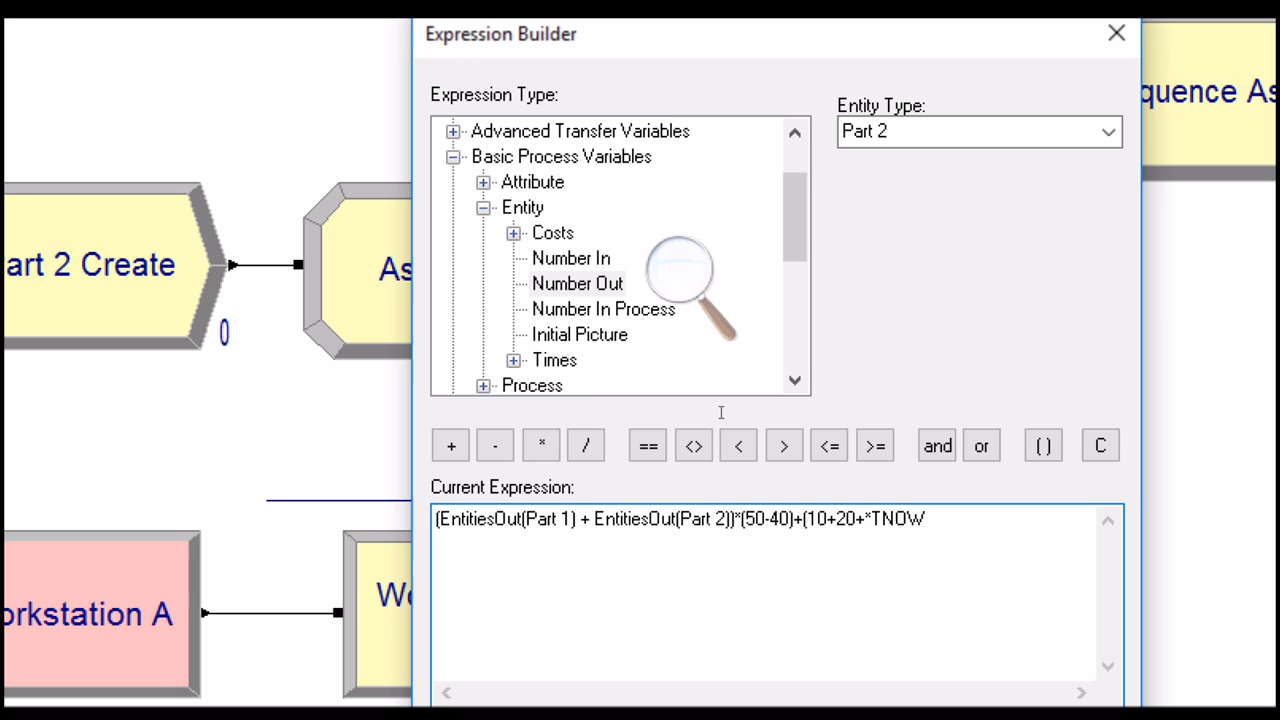 Expression Builder
Expression Type:
Entity Type:
Part 2
Advanced Transfer Variables
Basic Process Variables
Attribute
Entity
Costs
Number In
Number Out
Number In Process
Initial Picture
Times
Process
+ - * / == <> < > <= >= and or ( ) C
Current Expression:
(EntitiesOut(Part 1) + EntitiesOut(Part 2))*(50-40)+(10+20+*TNOW
art 2 Create
0
As
quence As
orkstation A
Wo